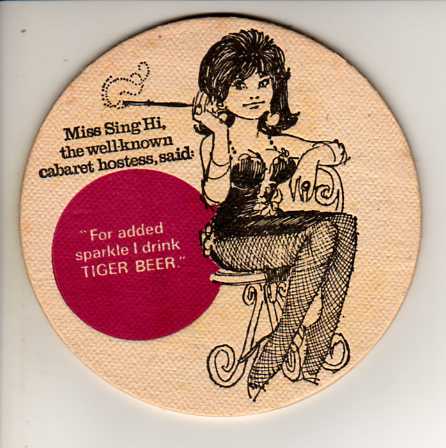 Miss Sing Hi,
the well-known
cabaret hostess, said:
"For added
sparkle I drink
TIGER BEER."